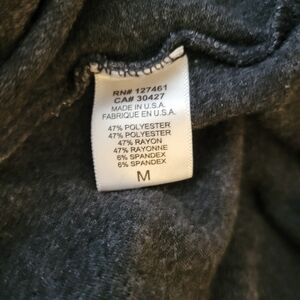 RN# 127461
CA# 30427
MADE IN U.S.A.
FABRIQUE EN U.S.A.
47% POLYESTER
47% POLYESTER
47% RAYON
47% RAYONNE
6% SPANDEX
6% SPANDEX
M